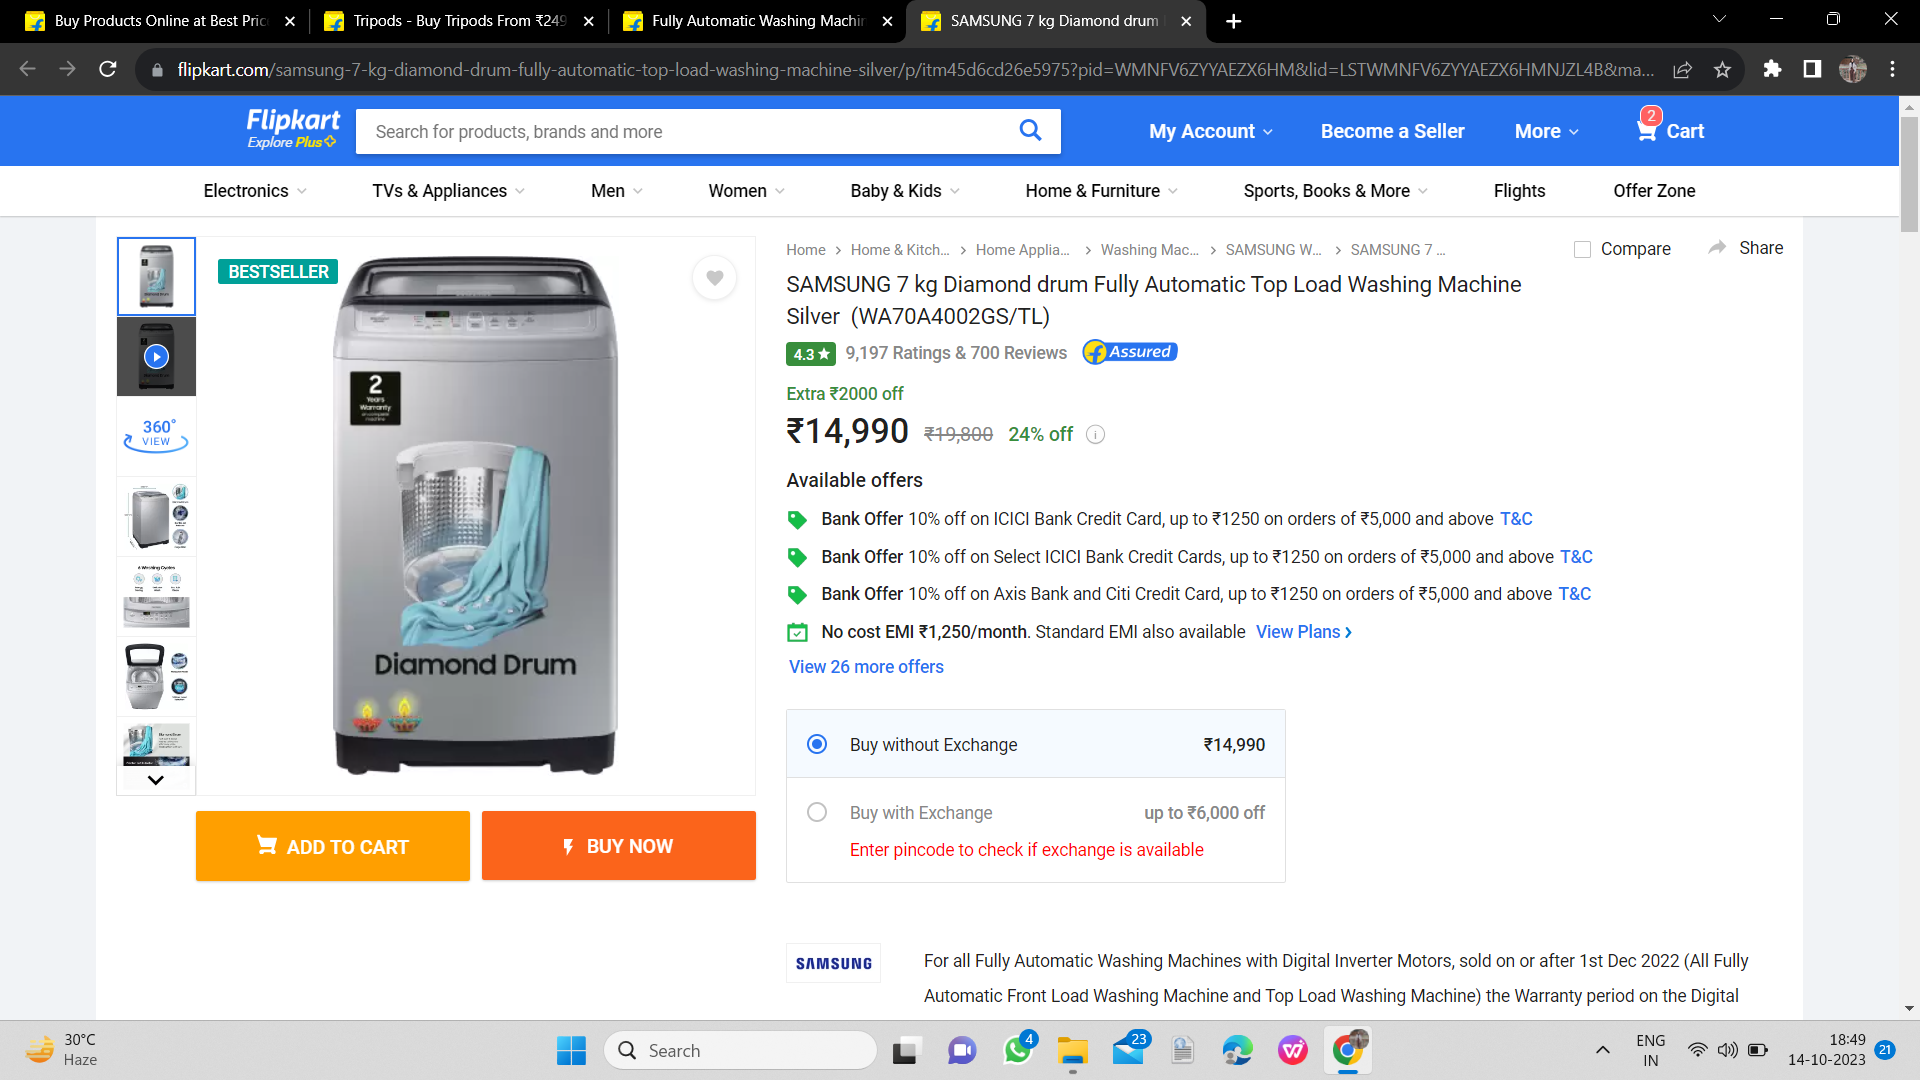 Buy Products Online at Best Pric
Tripods - Buy Tripods From ₹249
Fully Automatic Washing Machin
SAMSUNG 7 kg Diamond drum
flipkart.com/samsung-7-kg-diamond-drum-fully-automatic-top-load-washing-machine-silver/p/itm45d6cd26e5975?pid=WMNFV6ZYYAEZX6HM&lid=LSTWMNFV6ZYYAEZX6HMNJZL4B&ma...
Flipkart
Explore Plus
Search for products, brands and more
My Account
Become a Seller
More
2
Cart
Electronics
TVs & Appliances
Men
Women
Baby & Kids
Home & Furniture
Sports, Books & More
Flights
Offer Zone
BESTSELLER
360°
VIEW
6 Washing Cycles
2
Years
Warranty
Diamond Drum
ADD TO CART
BUY NOW
Home
Home & Kitch...
Home Applia...
Washing Mac...
SAMSUNG W...
SAMSUNG 7 ...
Compare
Share
SAMSUNG 7 kg Diamond drum Fully Automatic Top Load Washing Machine
Silver (WA70A4002GS/TL)
4.3 ★
9,197 Ratings & 700 Reviews
Assured
Extra ₹2000 off
₹14,990 ₹19,800 24% off
Available offers
Bank Offer 10% off on ICICI Bank Credit Card, up to ₹1250 on orders of ₹5,000 and above T&C
Bank Offer 10% off on Select ICICI Bank Credit Cards, up to ₹1250 on orders of ₹5,000 and above T&C
Bank Offer 10% off on Axis Bank and Citi Credit Card, up to ₹1250 on orders of ₹5,000 and above T&C
No cost EMI ₹1,250/month. Standard EMI also available View Plans
View 26 more offers
Buy without Exchange ₹14,990
Buy with Exchange up to ₹6,000 off
Enter pincode to check if exchange is available
SAMSUNG
For all Fully Automatic Washing Machines with Digital Inverter Motors, sold on or after 1st Dec 2022 (All Fully
Automatic Front Load Washing Machine and Top Load Washing Machine) the Warranty period on the Digital
30°C
Haze
Search
4
23
ENG
IN
18:49
14-10-2023
21